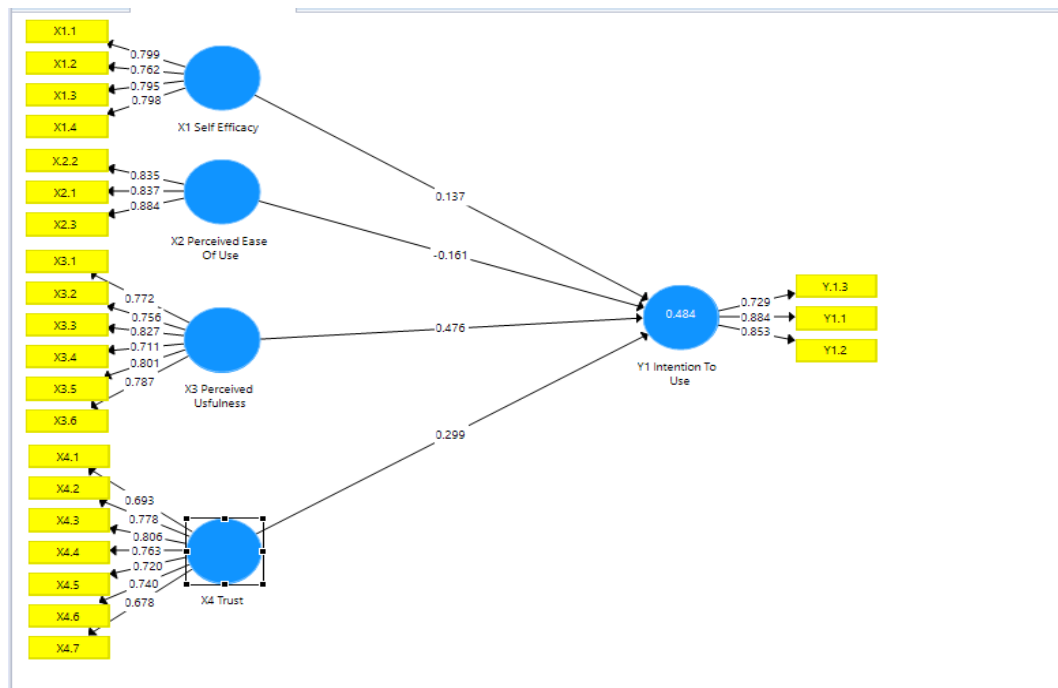 X1.1
X1.2
X1.3
X1.4
0.799
0.762
0.795
0.798
X1 Self Efficacy
X.2.2
X2.1
X2.3
0.835
0.837
0.884
X2 Perceived Ease
Of Use
X3.1
X3.2
X3.3
X3.4
X3.5
X3.6
0.772
0.756
0.827
0.711
0.801
0.787
X3 Perceived
Usfulness
X4.1
X4.2
X4.3
X4.4
X4.5
X4.6
X4.7
0.693
0.778
0.806
0.763
0.720
0.740
0.678
X4 Trust
0.137
-0.161
0.476
0.299
0.484
Y1 Intention To
Use
0.729
0.884
0.853
Y.1.3
Y1.1
Y1.2